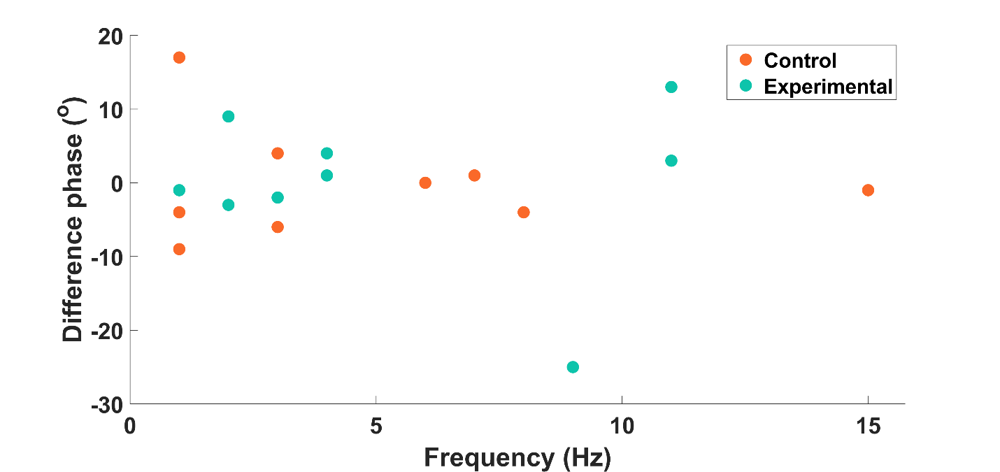 20
10
0
-10
-20
-30
Difference phase (o)
0 5 10 15
Frequency (Hz)
Control
Experimental